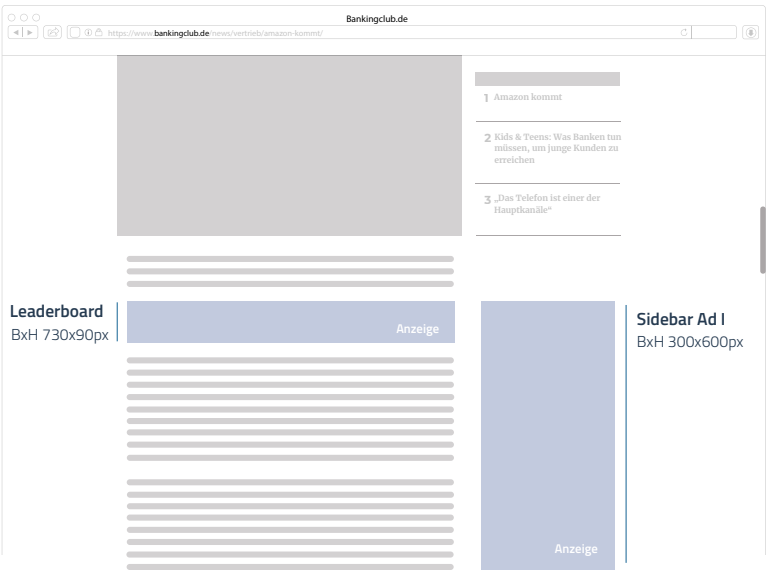 Bankingclub.de
https://www.bankingclub.de/news/vertrieb/amazon-kommt/
1 Amazon kommt
2 Kids & Teens: Was Banken tun
müssen, um junge Kunden zu
erreichen
3 „Das Telefon ist einer der
Hauptkanäle“
Leaderboard
BxH 730x90px
Anzeige
Sidebar Ad I
BxH 300x600px
Anzeige